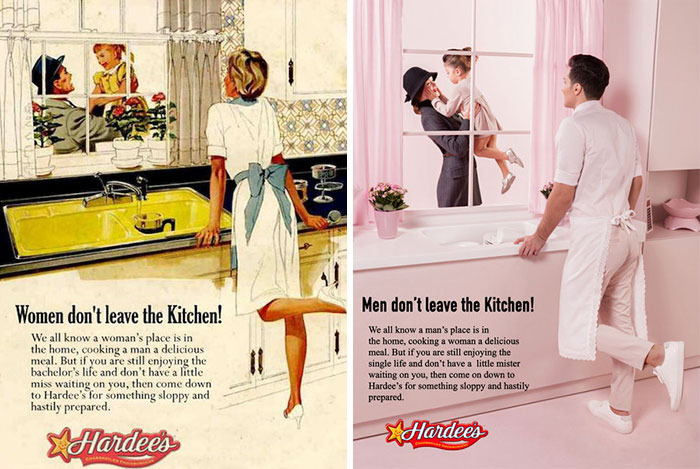 Women don't leave the Kitchen!
We all know a woman's place is in
the home, cooking a man a delicious
meal. But if you are still enjoying the
bachelor's life and don't have a little
miss waiting on you, then come down
to Hardee's for something sloppy and
hastily prepared.
Hardee's
Men don't leave the Kitchen!
We all know a man's place is in
the home, cooking a woman a delicious
meal. But if you are still enjoying the
single life and don't have a little mister
waiting on you, then come on down to
Hardee's for something sloppy and hastily
prepared.
Hardee's